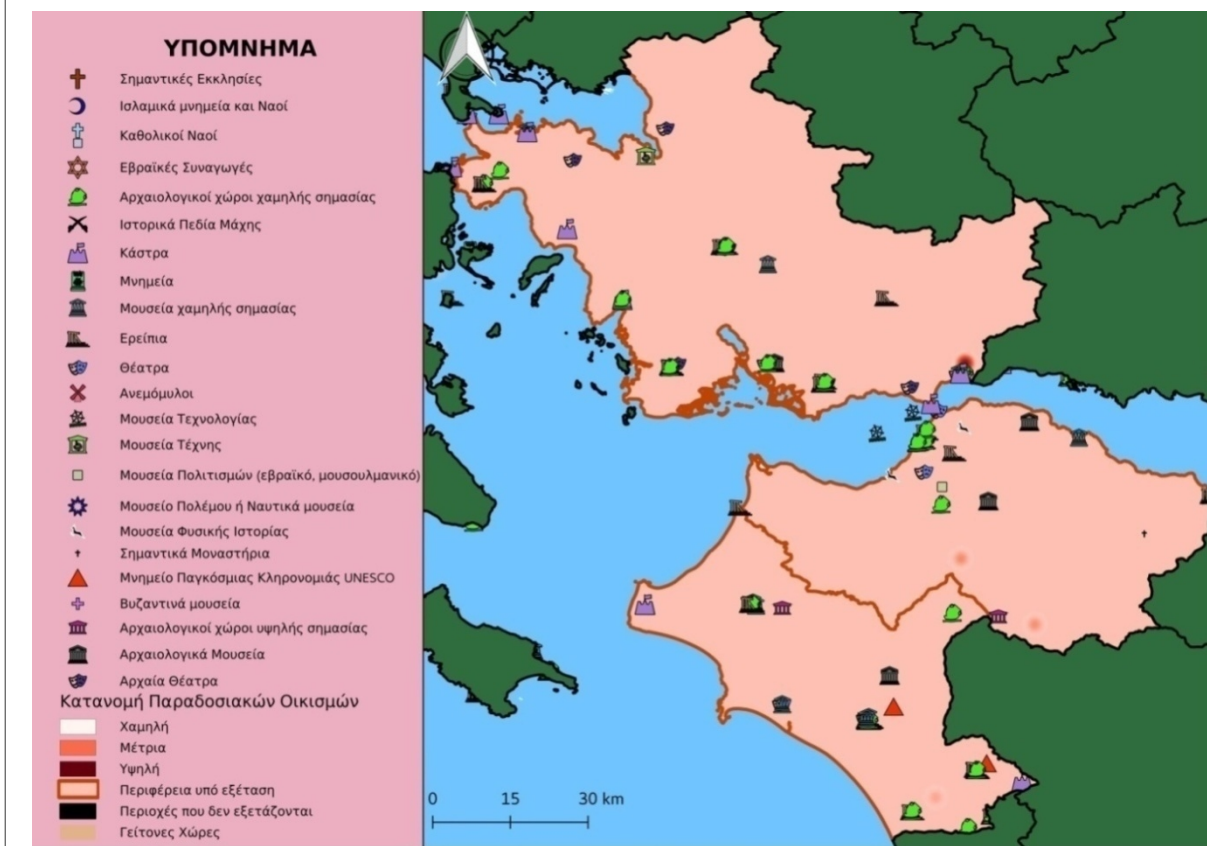 ΥΠΟΜΝΗΜΑ
Σημαντικές Εκκλησίες
Ισλαμικά μνημεία και Ναοί
Καθολικοί Ναοί
Εβραϊκές Συναγωγές
Αρχαιολογικοί χώροι χαμηλής σημασίας
Ιστορικά Πεδία Μάχης
Κάστρα
Μνημεία
Μουσεία χαμηλής σημασίας
Ερείπια
Θέατρα
Ανεμόμυλοι
Μουσεία Τεχνολογίας
Μουσεία Τέχνης
Μουσεία Πολιτισμών (εβραϊκό, μουσουλμανικό)
Μουσείο Πολέμου ή Ναυτικά μουσεία
Μουσεία Φυσικής Ιστορίας
Σημαντικά Μοναστήρια
Μνημείο Παγκόσμιας Κληρονομιάς UNESCO
Βυζαντινά μουσεία
Αρχαιολογικοί χώροι υψηλής σημασίας
Αρχαιολογικά Μουσεία
Αρχαία Θέατρα
Κατανομή Παραδοσιακών Οικισμών
Χαμηλή
Μέτρια
Υψηλή
Περιφέρεια υπό εξέταση
Περιοχές που δεν εξετάζονται
Γείτονες Χώρες
0 15 30 km